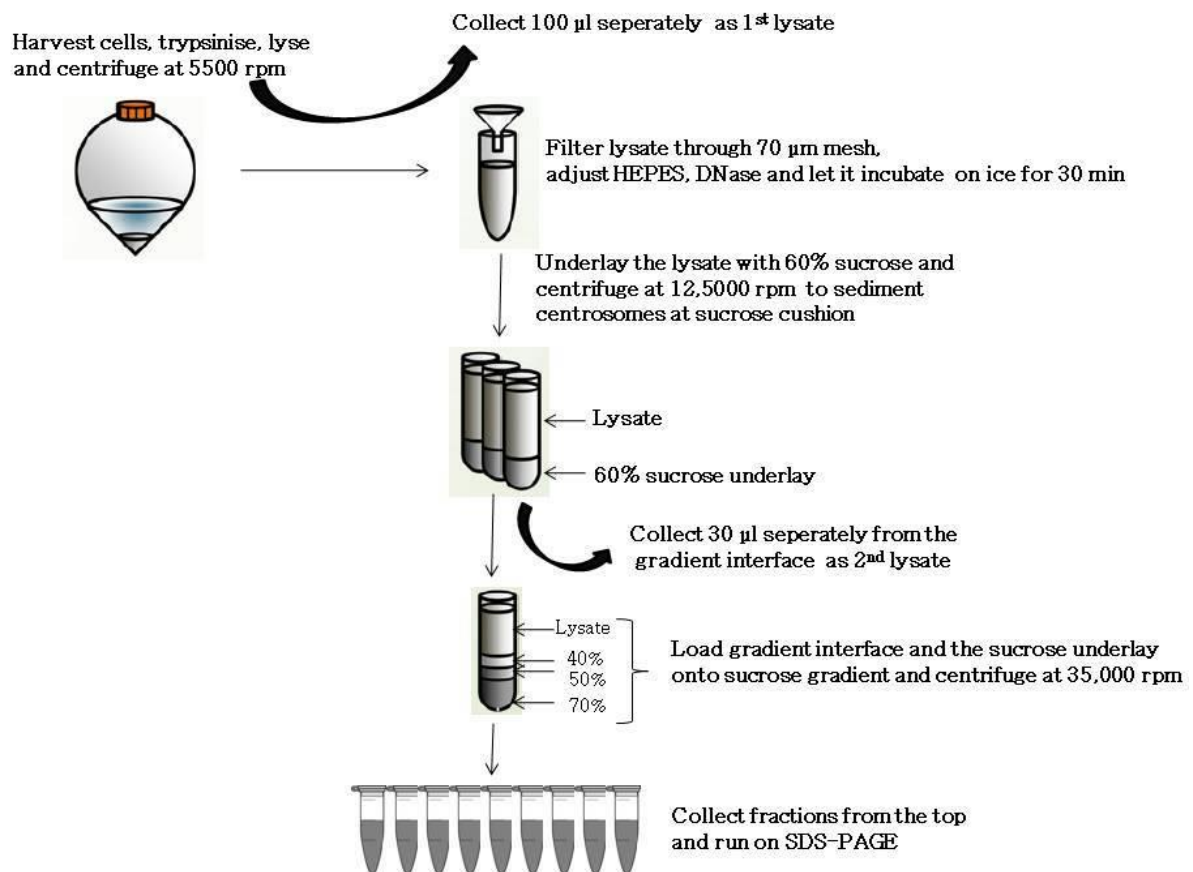 Collect 100 µl seperately as 1st lysate
Harvest cells, trypsinise, lyse
and centrifuge at 5500 rpm
Filter lysate through 70 µm mesh,
adjust HEPES, DNase and let it incubate on ice for 30 min
Underlay the lysate with 60% sucrose and
centrifuge at 12,5000 rpm to sediment
centrosomes at sucrose cushion
Lysate
60% sucrose underlay
Collect 30 µl seperately from the
gradient interface as 2nd lysate
Lysate
40%
50%
70%
Load gradient interface and the sucrose underlay
onto sucrose gradient and centrifuge at 35,000 rpm
Collect fractions from the top
and run on SDS-PAGE